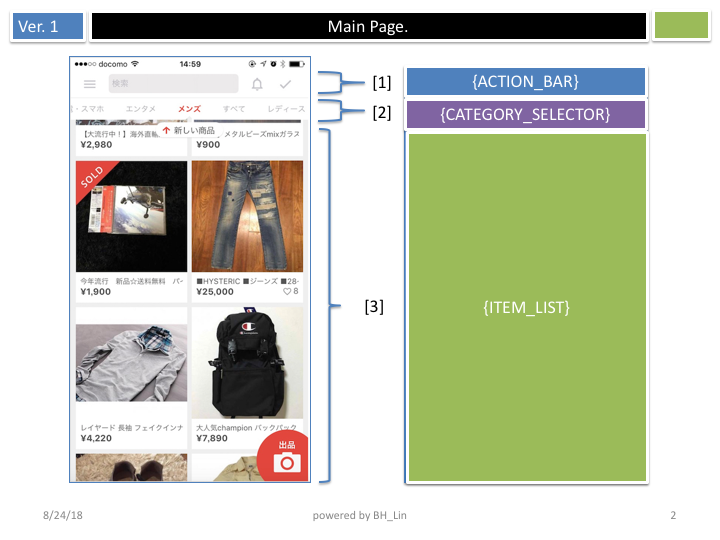 Ver. 1
Main Page.
docomo
14:59
検索
・スマホ
エンタメ
メンズ
すべて
レディース
[1]
{ACTION_BAR}
[2]
{CATEGORY_SELECTOR}
新しい商品
【大流行中！】海外直輸
メタルビーズmixガラス
¥2,980
¥900
SOLD
今年流行 新品☆送料無料 パー
■HYSTERIC ■ジーンズ ■28-
¥1,900
¥25,000
8
[3]
{ITEM_LIST}
レイヤード 長袖 フェイクインナ
大人気champion バックパック
¥4,220
¥7,890
出品
8/24/18
powered by BH_Lin
2